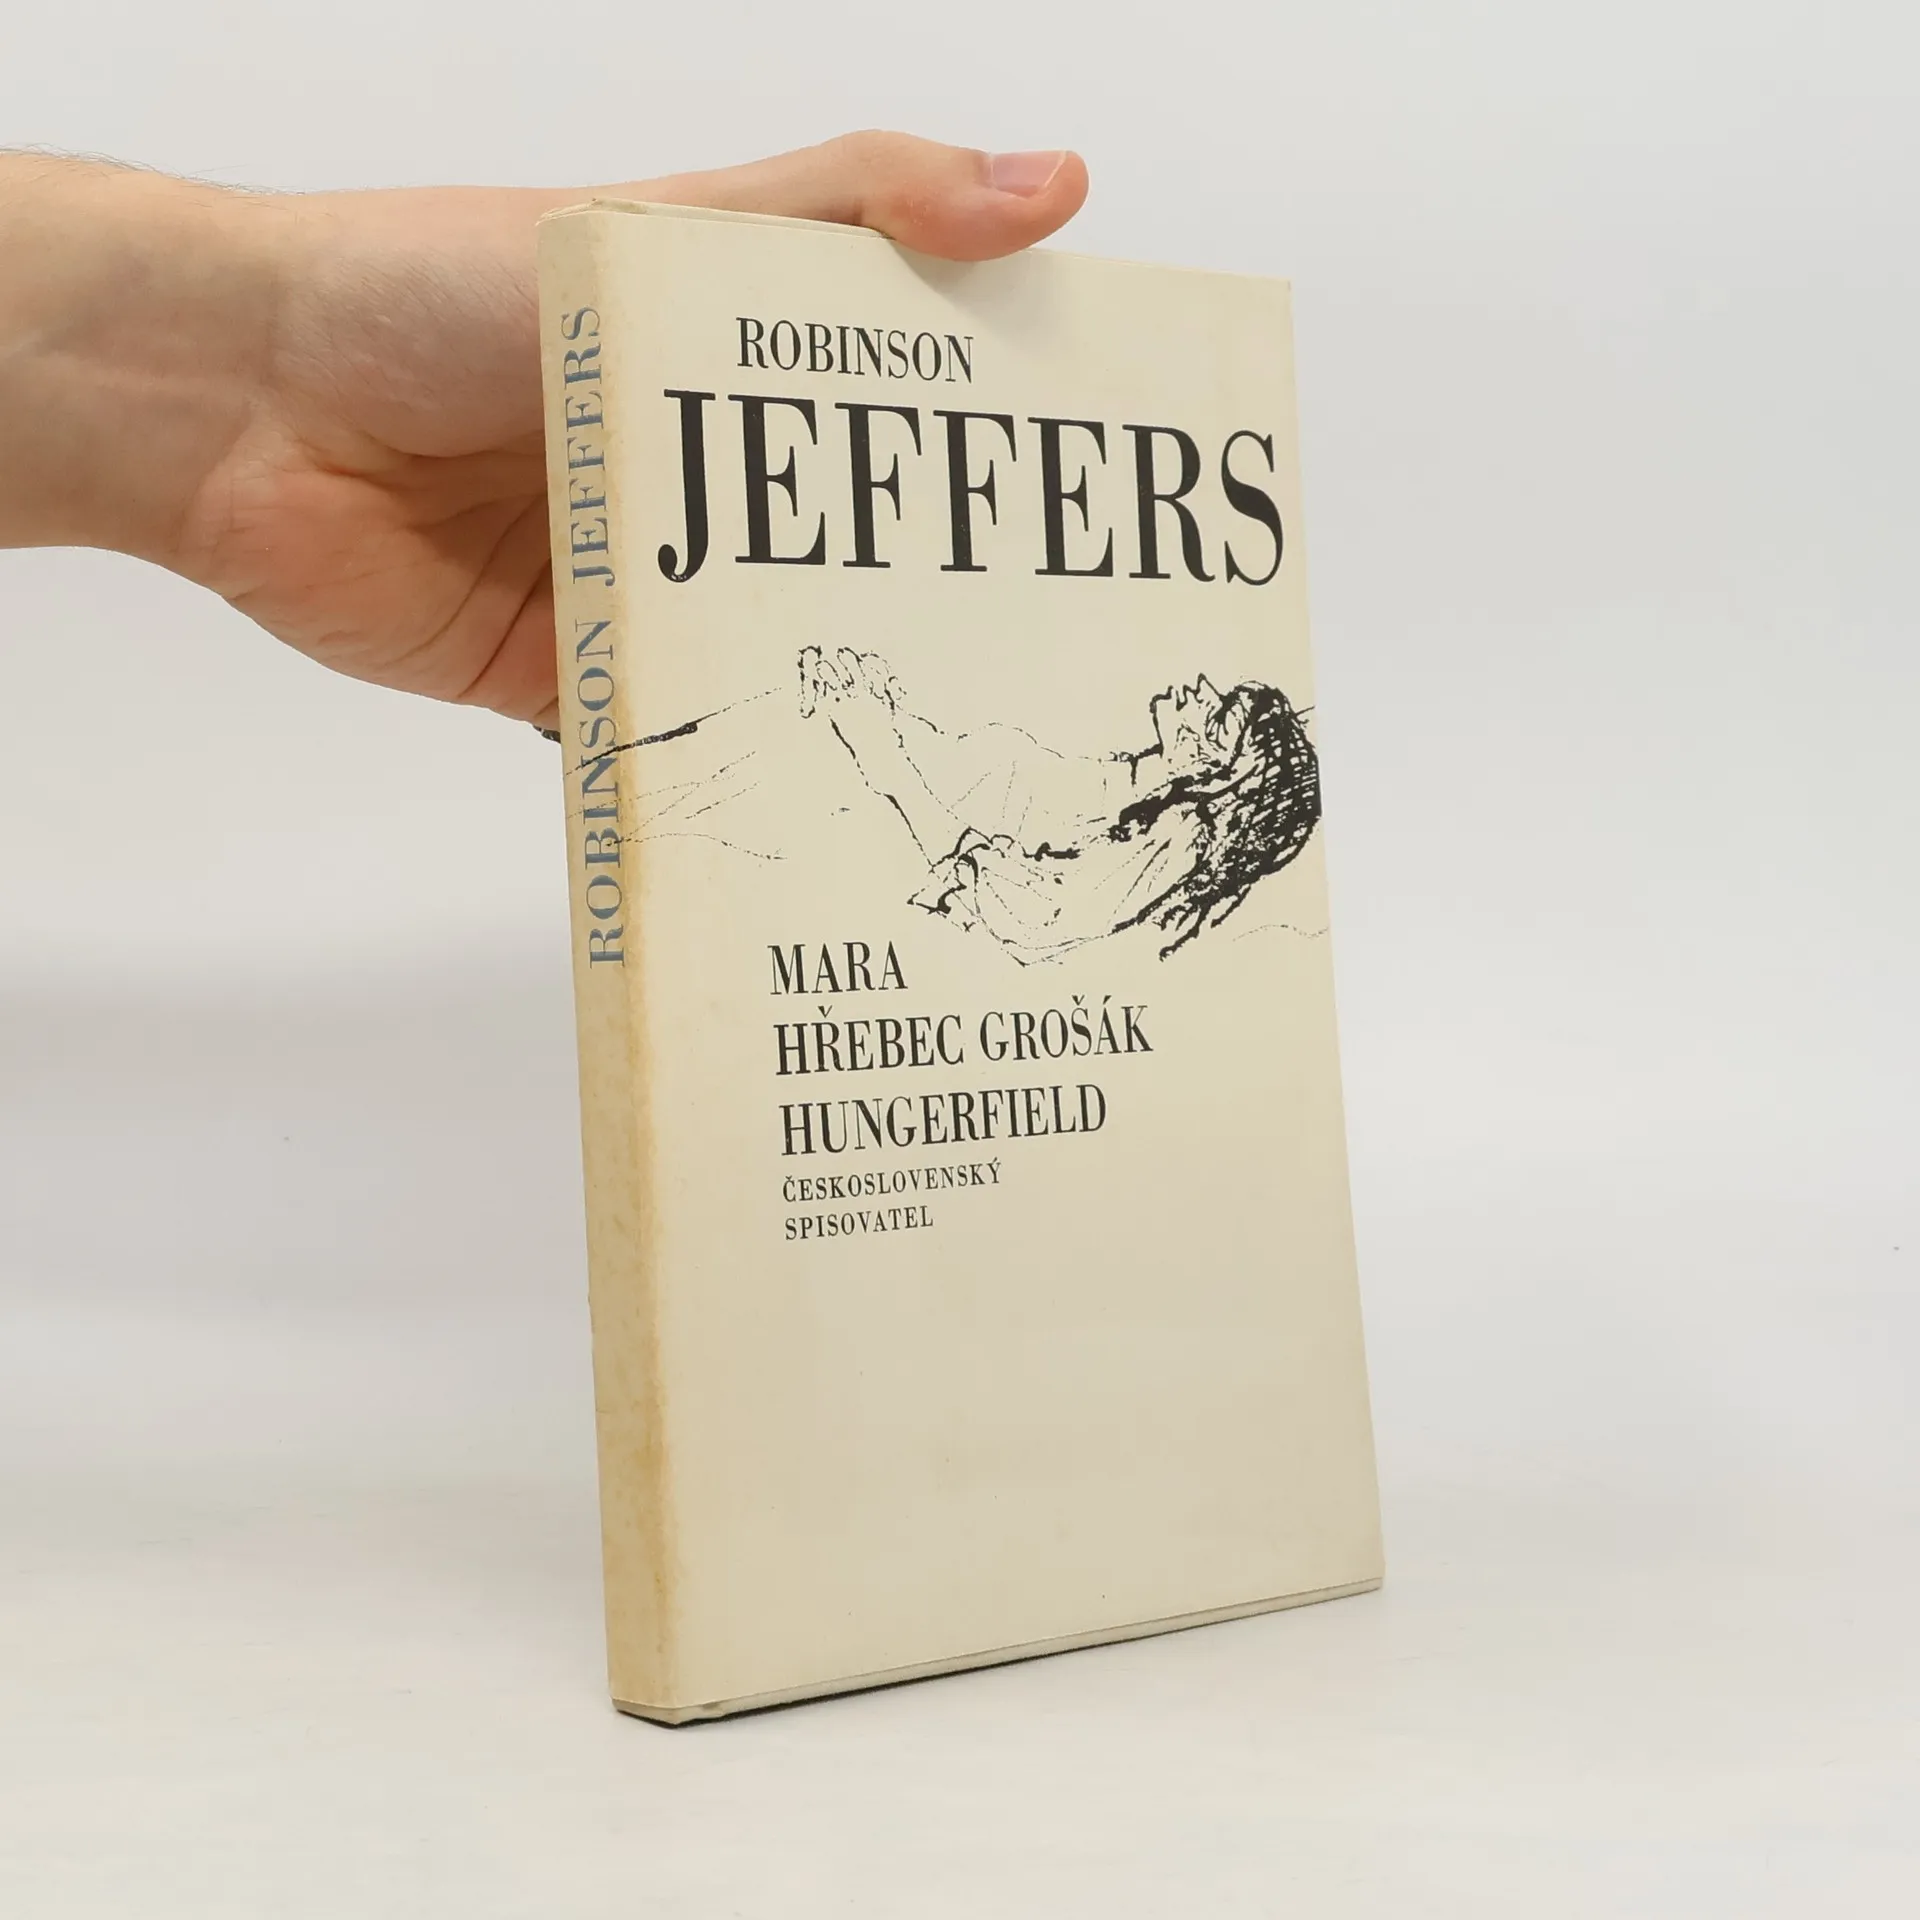 ROBINSON JEFFERS
ROBINSON
JEFFERS
MARA
HŘEBEC GROŠÁK
HUNGERFIELD
ČESKOSLOVENSKÝ
SPISOVATEL